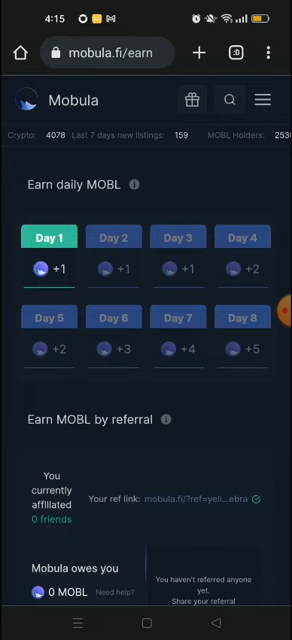 4:15
mobula.fi/earn
:D
Mobula
Crypto: 4078 Last 7 days new listings: 159 MOBL Holders: 253
Earn daily MOBL
Day 1 Day 2 Day 3 Day 4
+1 +1 +1 +2
Day 5 Day 6 Day 7 Day 8
+2 +3 +4 +5
Earn MOBL by referral
You
currently
affiliated
0 friends
Your ref link: mobula.fi/?ref=yell...ebra
Mobula owes you
0 MOBL Need help?
You haven't referred anyone
yet.
Share your referral